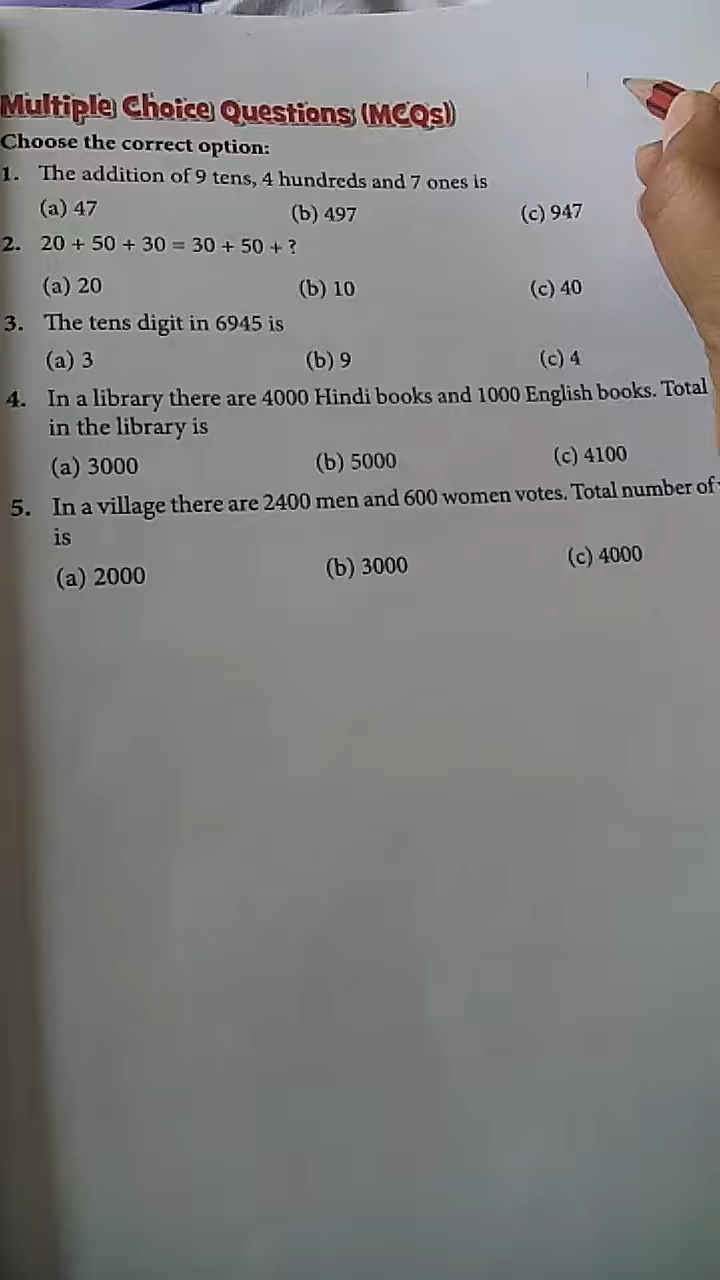 Multiple Choice Questions (MCQs)
Choose the correct option:
1. The addition of 9 tens, 4 hundreds and 7 ones is
(a) 47 (b) 497 (c) 947
2. 20 + 50 + 30 = 30 + 50 + ?
(a) 20 (b) 10 (c) 40
3. The tens digit in 6945 is
(a) 3 (b) 9 (c) 4
4. In a library there are 4000 Hindi books and 1000 English books. Total
in the library is
(a) 3000 (b) 5000 (c) 4100
5. In a village there are 2400 men and 600 women votes. Total number of
is
(a) 2000 (b) 3000 (c) 4000